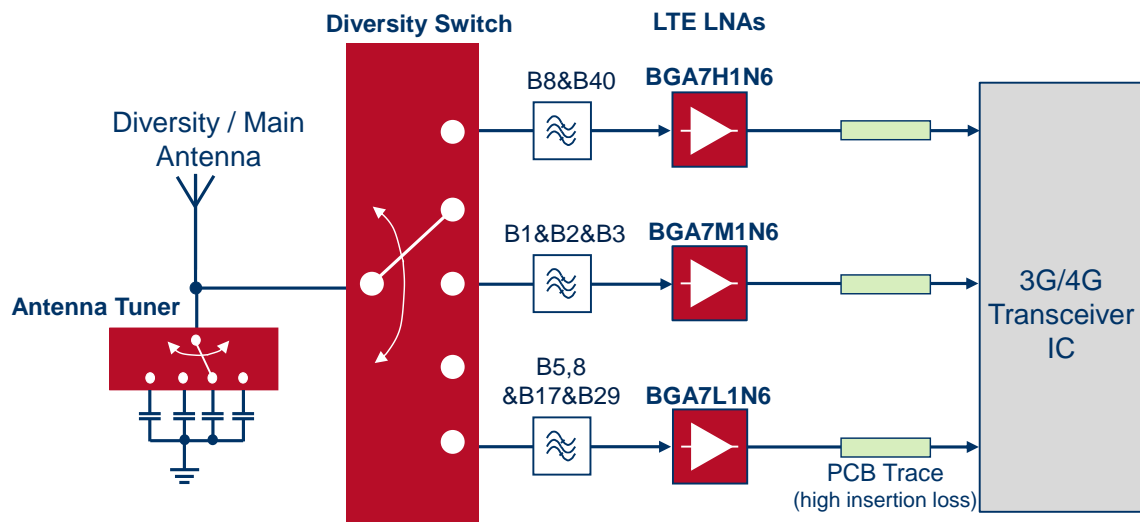 Diversity Switch
LTE LNAs
B8&B40
BGA7H1N6
Diversity / Main
Antenna
B1&B2&B3
BGA7M1N6
3G/4G
Transceiver
IC
Antenna Tuner
B5,8
&B17&B29
BGA7L1N6
PCB Trace
(high insertion loss)